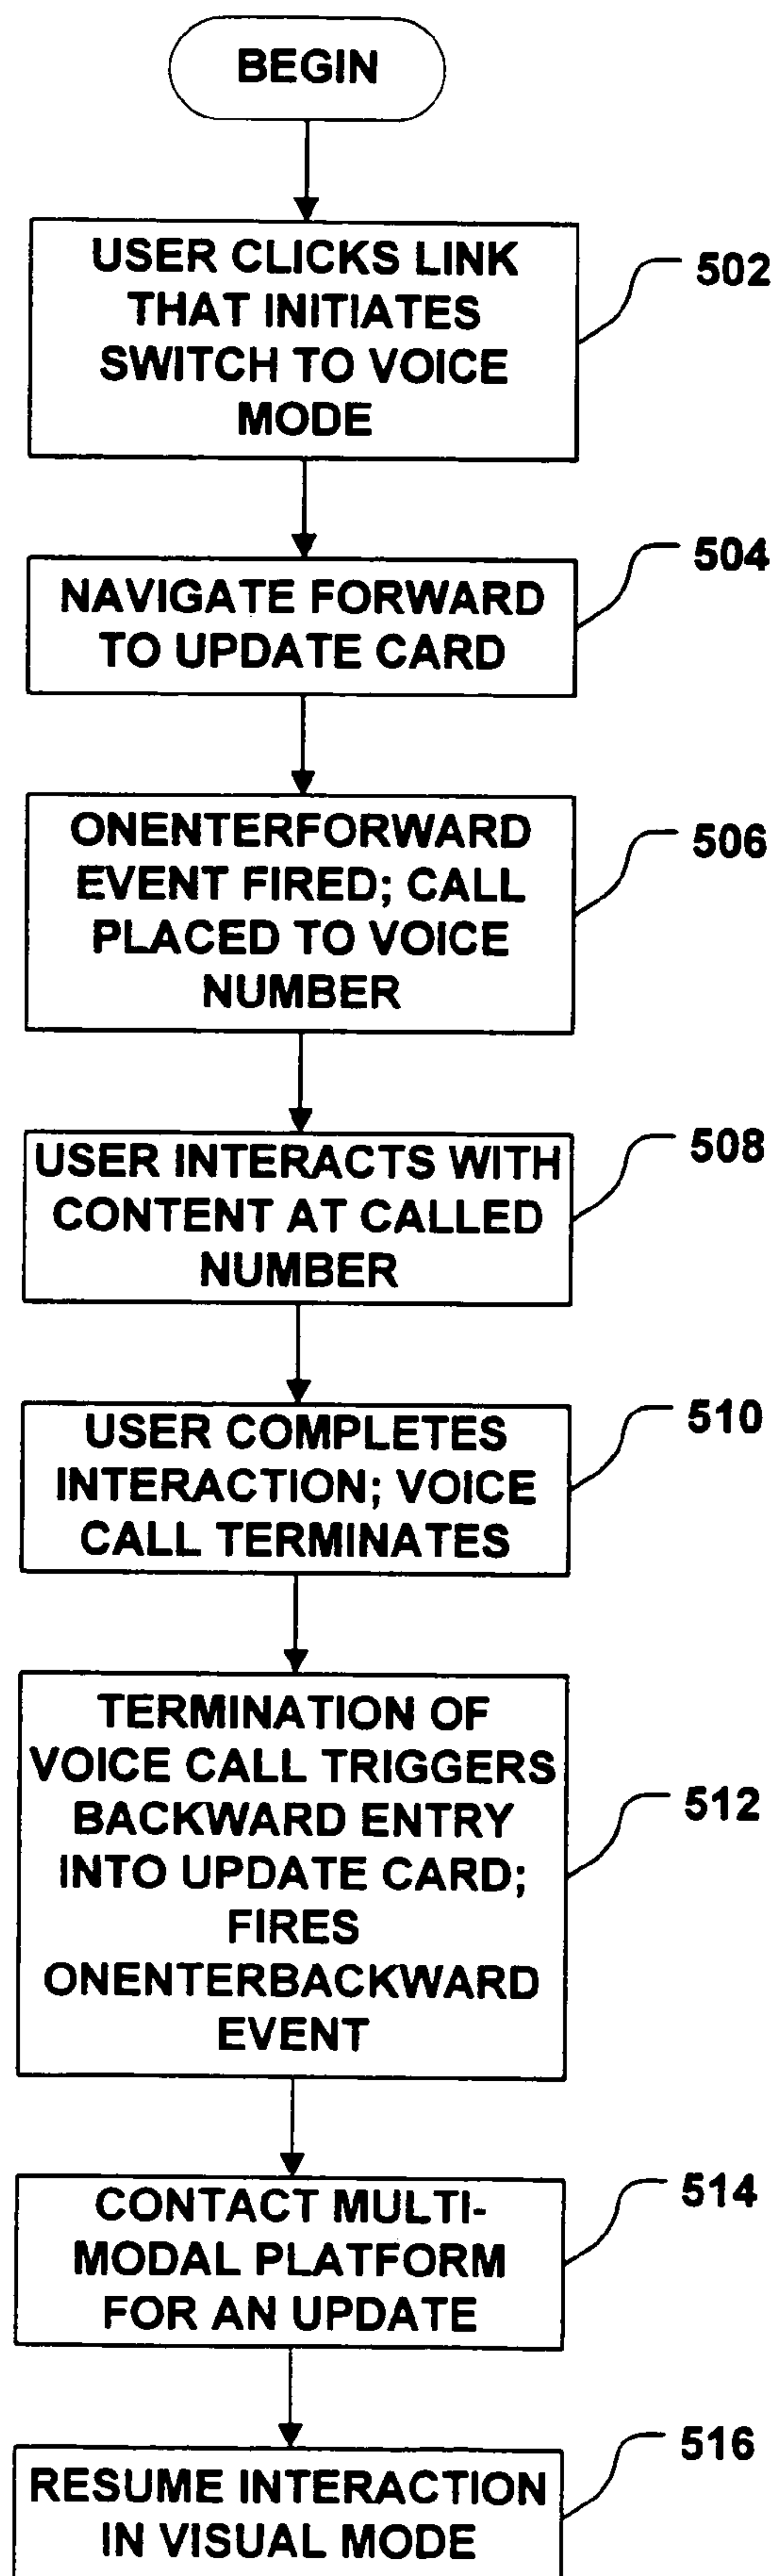 BEGIN
USER CLICKS LINK
THAT INITIATES
SWITCH TO VOICE
MODE
502
NAVIGATE FORWARD
TO UPDATE CARD
504
ONENTERFORWARD
EVENT FIRED; CALL
PLACED TO VOICE
NUMBER
506
USER INTERACTS WITH
CONTENT AT CALLED
NUMBER
508
USER COMPLETES
INTERACTION; VOICE
CALL TERMINATES
510
TERMINATION OF
VOICE CALL TRIGGERS
BACKWARD ENTRY
INTO UPDATE CARD;
FIRES
ONENTERBACKWARD
EVENT
512
CONTACT MULTI-
MODAL PLATFORM
FOR AN UPDATE
514
RESUME INTERACTION
IN VISUAL MODE
516